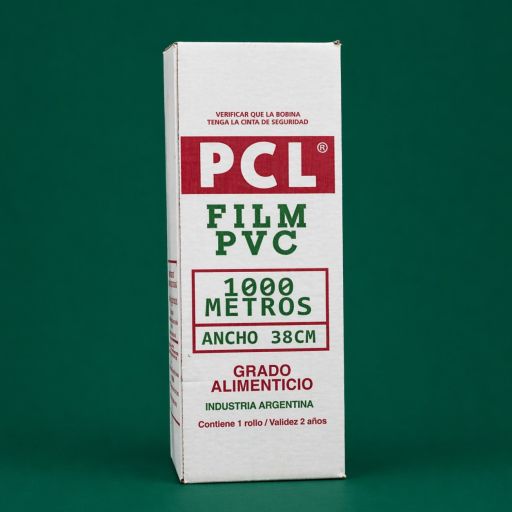 VERIFICAR QUE LA BOBINA
TENGA LA CINTA DE SEGURIDAD
PCL®
FILM
PVC
1000
METROS
ANCHO 38CM
GRADO
ALIMENTICIO
INDUSTRIA ARGENTINA
Contiene 1 rollo / Validez 2 años